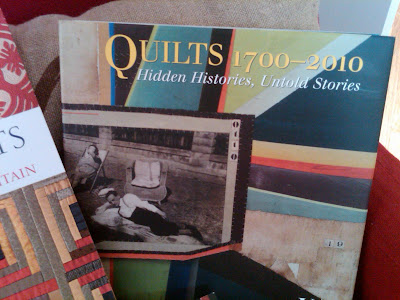 QUILTS 1700–2010
Hidden Histories, Untold Stories
TS
TAIN